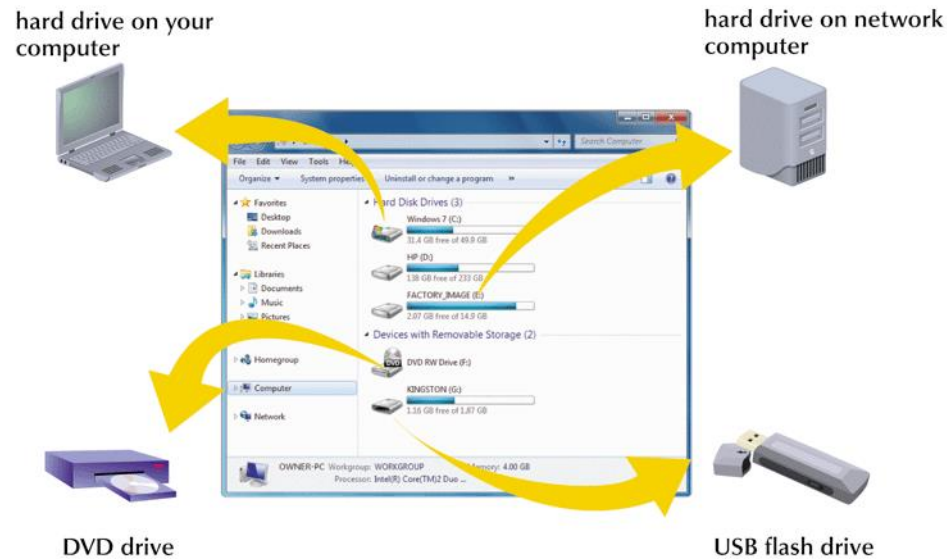 hard drive on your
computer
hard drive on network
computer
Search Computer
File Edit View Tools Help
Organize System properties Uninstall or change a program »
Favorites
Desktop
Downloads
Recent Places
Libraries
Documents
Music
Pictures
Homegroup
Computer
Network
Hard Disk Drives (3)
Windows 7 (C:)
31.4 GB free of 49.9 GB
HP (D:)
138 GB free of 233 GB
FACTORY_IMAGE (E:)
2.07 GB free of 14.9 GB
Devices with Removable Storage (2)
DVD
DVD RW Drive (F:)
KINGSTON (G:)
1.16 GB free of 1.87 GB
OWNER-PC Workgroup: WORKGROUP Memory: 4.00 GB
Processor: Intel(R) Core(TM)2 Duo ...
DVD drive
USB flash drive